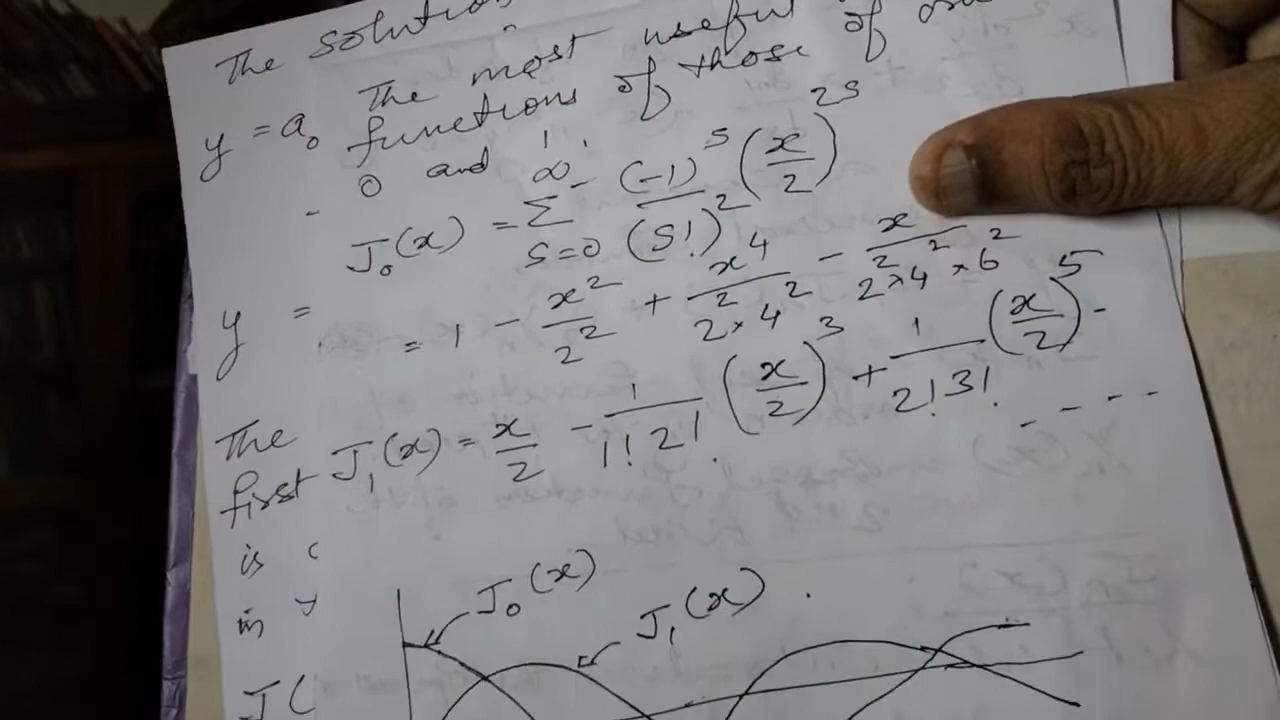 The solution
The most useful
y = a₀ functions of those of
0 and 1.
J₀(x) = ∑_{s=0}^{∞} (-1)^s/(s!)² (x/2)^{2s}
y = = 1 - x²/2² + x⁴/2²×4² - x/2²×4²×6²
The
first J₁(x) = x/2 - 1/1!2! (x/2)³ + 1/2!3! (x/2)⁵ - ----
is
in
J₀(x)
J₁(x).
J(